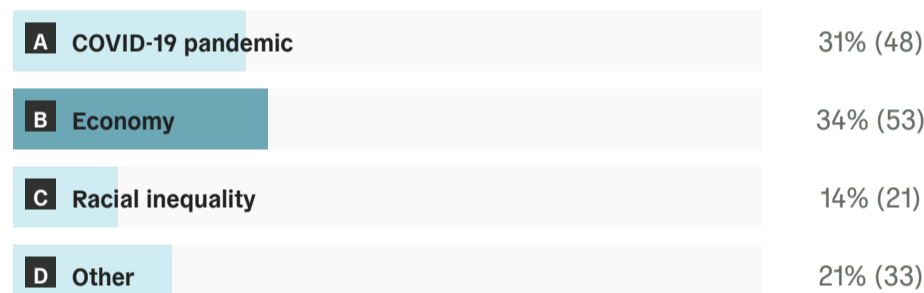 A COVID-19 pandemic 31% (48)
B Economy 34% (53)
C Racial inequality 14% (21)
D Other 21% (33)